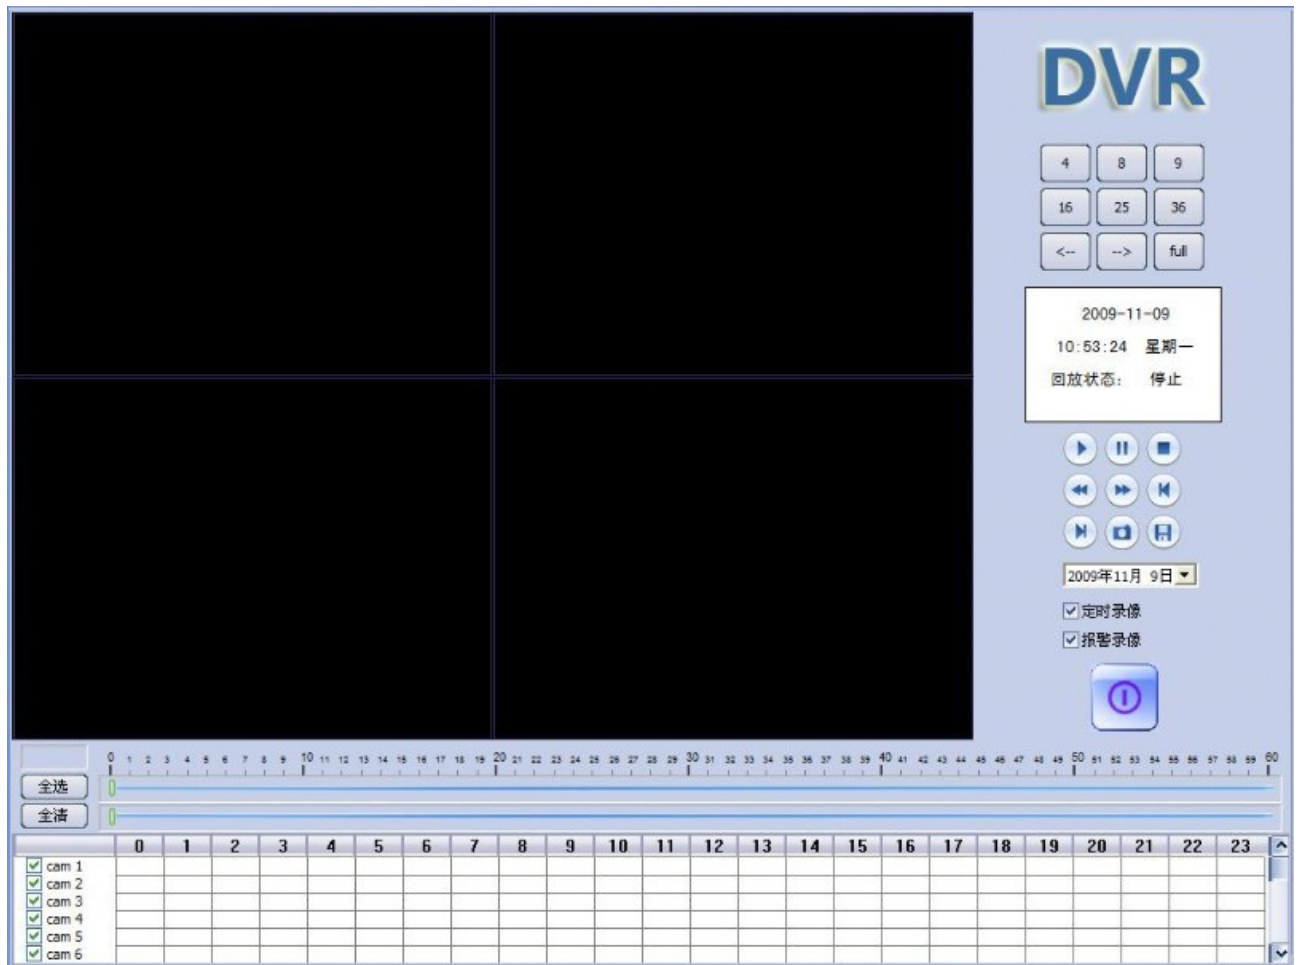 DVR
4 8 9
16 25 36
<-- --> full
2009-11-09
10:53:24 星期一
回放状态： 停止
2009年11月 9日
定时录像
报警录像
0 1 2 3 4 5 6 7 8 9 10 11 12 13 14 15 16 17 18 19 20 21 22 23 24 25 26 27 28 29 30 31 32 33 34 35 36 37 38 39 40 41 42 43 44 45 46 47 48 49 50 51 52 53 54 55 56 57 58 59 60
全选
全清
0 1 2 3 4 5 6 7 8 9 10 11 12 13 14 15 16 17 18 19 20 21 22 23
cam 1
cam 2
cam 3
cam 4
cam 5
cam 6